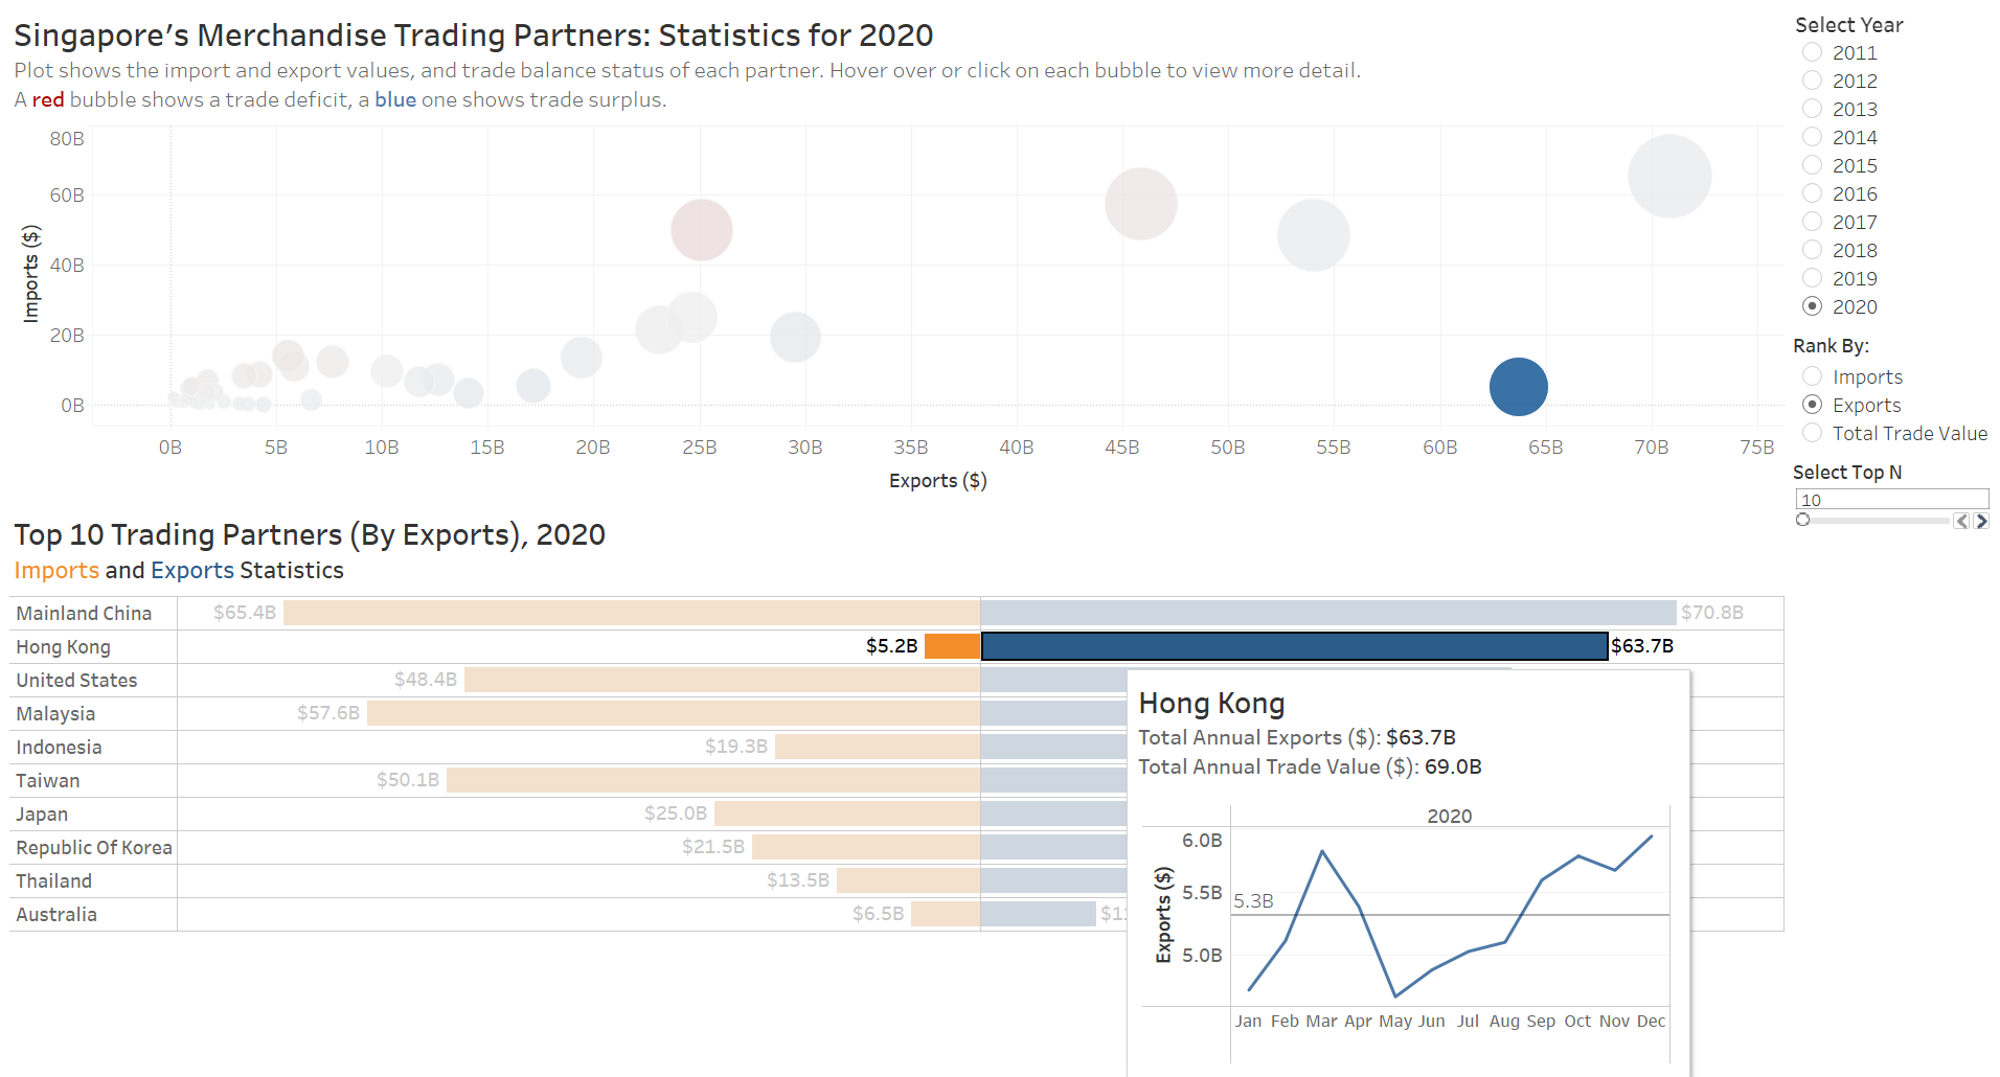 Singapore's Merchandise Trading Partners: Statistics for 2020
Plot shows the import and export values, and trade balance status of each partner. Hover over or click on each bubble to view more detail.
A red bubble shows a trade deficit, a blue one shows trade surplus.
80B
60B
40B
20B
0B
Imports ($)
0B 5B 10B 15B 20B 25B 30B 35B 40B 45B 50B 55B 60B 65B 70B 75B
Exports ($)
Select Year
2011
2012
2013
2014
2015
2016
2017
2018
2019
2020
Rank By:
Imports
Exports
Total Trade Value
Select Top N
10
Top 10 Trading Partners (By Exports), 2020
Imports and Exports Statistics
Mainland China $65.4B $70.8B
Hong Kong $5.2B $63.7B
United States $48.4B
Malaysia $57.6B
Indonesia $19.3B
Taiwan $50.1B
Japan $25.0B
Republic Of Korea $21.5B
Thailand $13.5B
Australia $6.5B
Hong Kong
Total Annual Exports ($): $63.7B
Total Annual Trade Value ($): 69.0B
2020
6.0B
5.5B
5.3B
5.0B
Exports ($)
Jan Feb Mar Apr May Jun Jul Aug Sep Oct Nov Dec